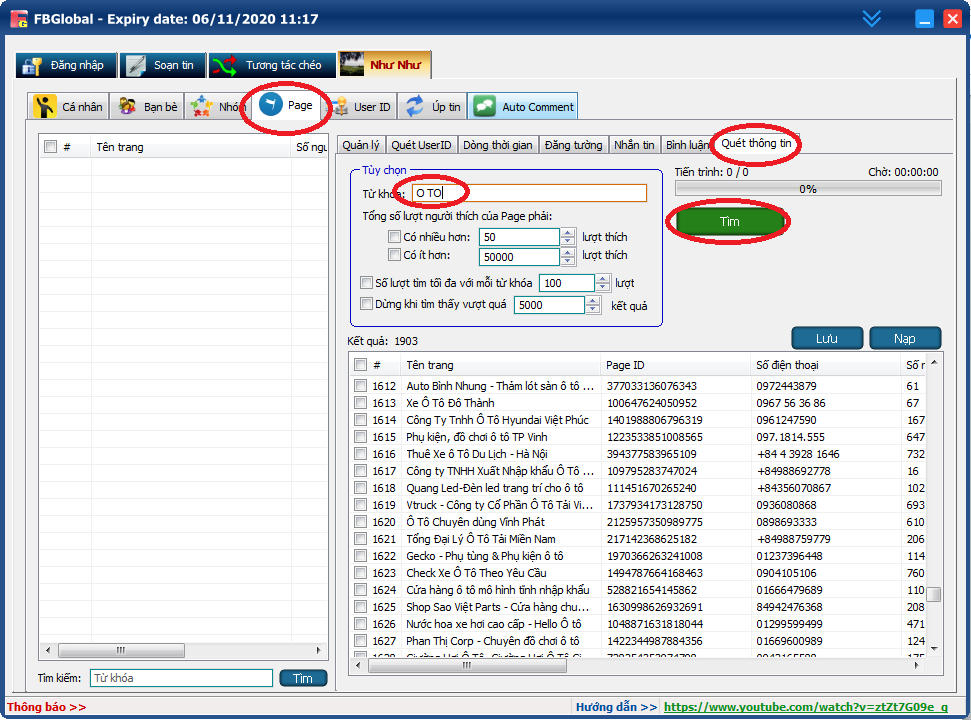 FBGlobal - Expiry date: 06/11/2020 11:17
Đăng nhập Soạn tin Tương tác chéo Như Như
Cá nhân Bạn bè Nhóm Page User ID Úp tin Auto Comment
# Tên trang Số ngư
Quản lý Quét UserID Dòng thời gian Đăng tường Nhắn tin Bình luận Quét thông tin
Tùy chọn
Từ khóa: O TO
Tiến trình: 0 / 0 Chờ: 00:00:00
0%
Tìm
Tổng số lượt người thích của Page phải:
Có nhiều hơn: 50 lượt thích
Có ít hơn: 50000 lượt thích
Số lượt tìm tối đa với mỗi từ khóa 100 lượt
Dừng khi tìm thấy vượt quá 5000 kết quả
Kết quả: 1903
Lưu Nạp
# Tên trang Page ID Số điện thoại
1612 Auto Bình Nhung - Thảm lót sàn ô tô ... 377033136076343 0972443879 61
1613 Xe Ô Tô Đô Thành 100647624050952 0967 56 36 86 67
1614 Công Ty Tnhh Ô Tô Hyundai Việt Phúc 1401988806796319 0961247590 167
1615 Phụ kiện, đồ chơi ô tô TP Vinh 1223533851008565 097.1814.555 647
1616 Thuê Xe ô Tô Du Lịch - Hà Nội 394377583965109 +84 4 3928 1646 732
1617 Công ty TNHH Xuất Nhập khẩu Ô Tô ... 109795283747024 +84988692778 16
1618 Quang Led-Đèn led trang trí cho ô tô 111451670265240 +84356070867 102
1619 Vtruck - Công ty Cổ Phần Ô Tô Tải Vi... 1737934173128750 0936080868 693
1620 Ô Tô Chuyên dùng Vĩnh Phát 2125957350989775 0898693333 610
1621 Tổng Đại Lý Ô Tô Tải Miền Nam 217142368625182 +84988759779 206
1622 Gecko - Phụ tùng & Phụ kiện ô tô 1970366263241008 01237396448 114
1623 Check Xe Ô Tô Theo Yêu Cầu 1494787664168463 0904105106 760
1624 Cửa hàng ô tô mô hình tĩnh nhập khẩu 528821654145862 01666479689 110
1625 Shop Sao Việt Parts - Cửa hàng chu... 1630998626932691 84942476368 208
1626 Nước hoa xe hơi cao cấp - Hello Ô tô 1048871631818044 01299599499 471
1627 Phan Thị Corp - Chuyên đồ chơi ô tô 1422344987884356 01669600989 124
Tìm kiếm: Từ khóa Tìm
Thông báo >> Hướng dẫn >> https://www.youtube.com/watch?v=ztZt7G09e_q